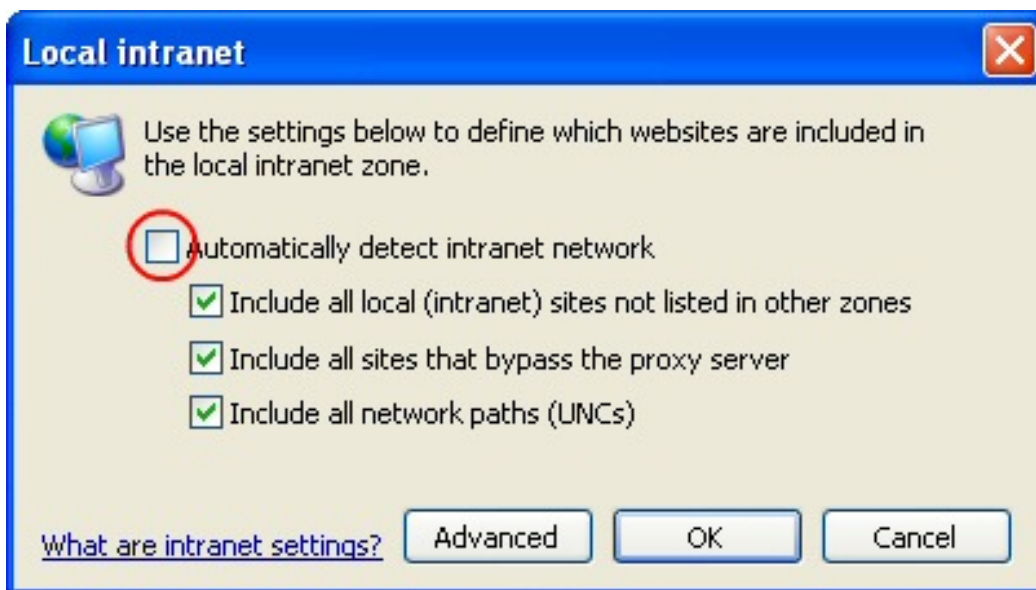 Local intranet
Use the settings below to define which websites are included in
the local intranet zone.
Automatically detect intranet network
Include all local (intranet) sites not listed in other zones
Include all sites that bypass the proxy server
Include all network paths (UNCs)
What are intranet settings? Advanced OK Cancel